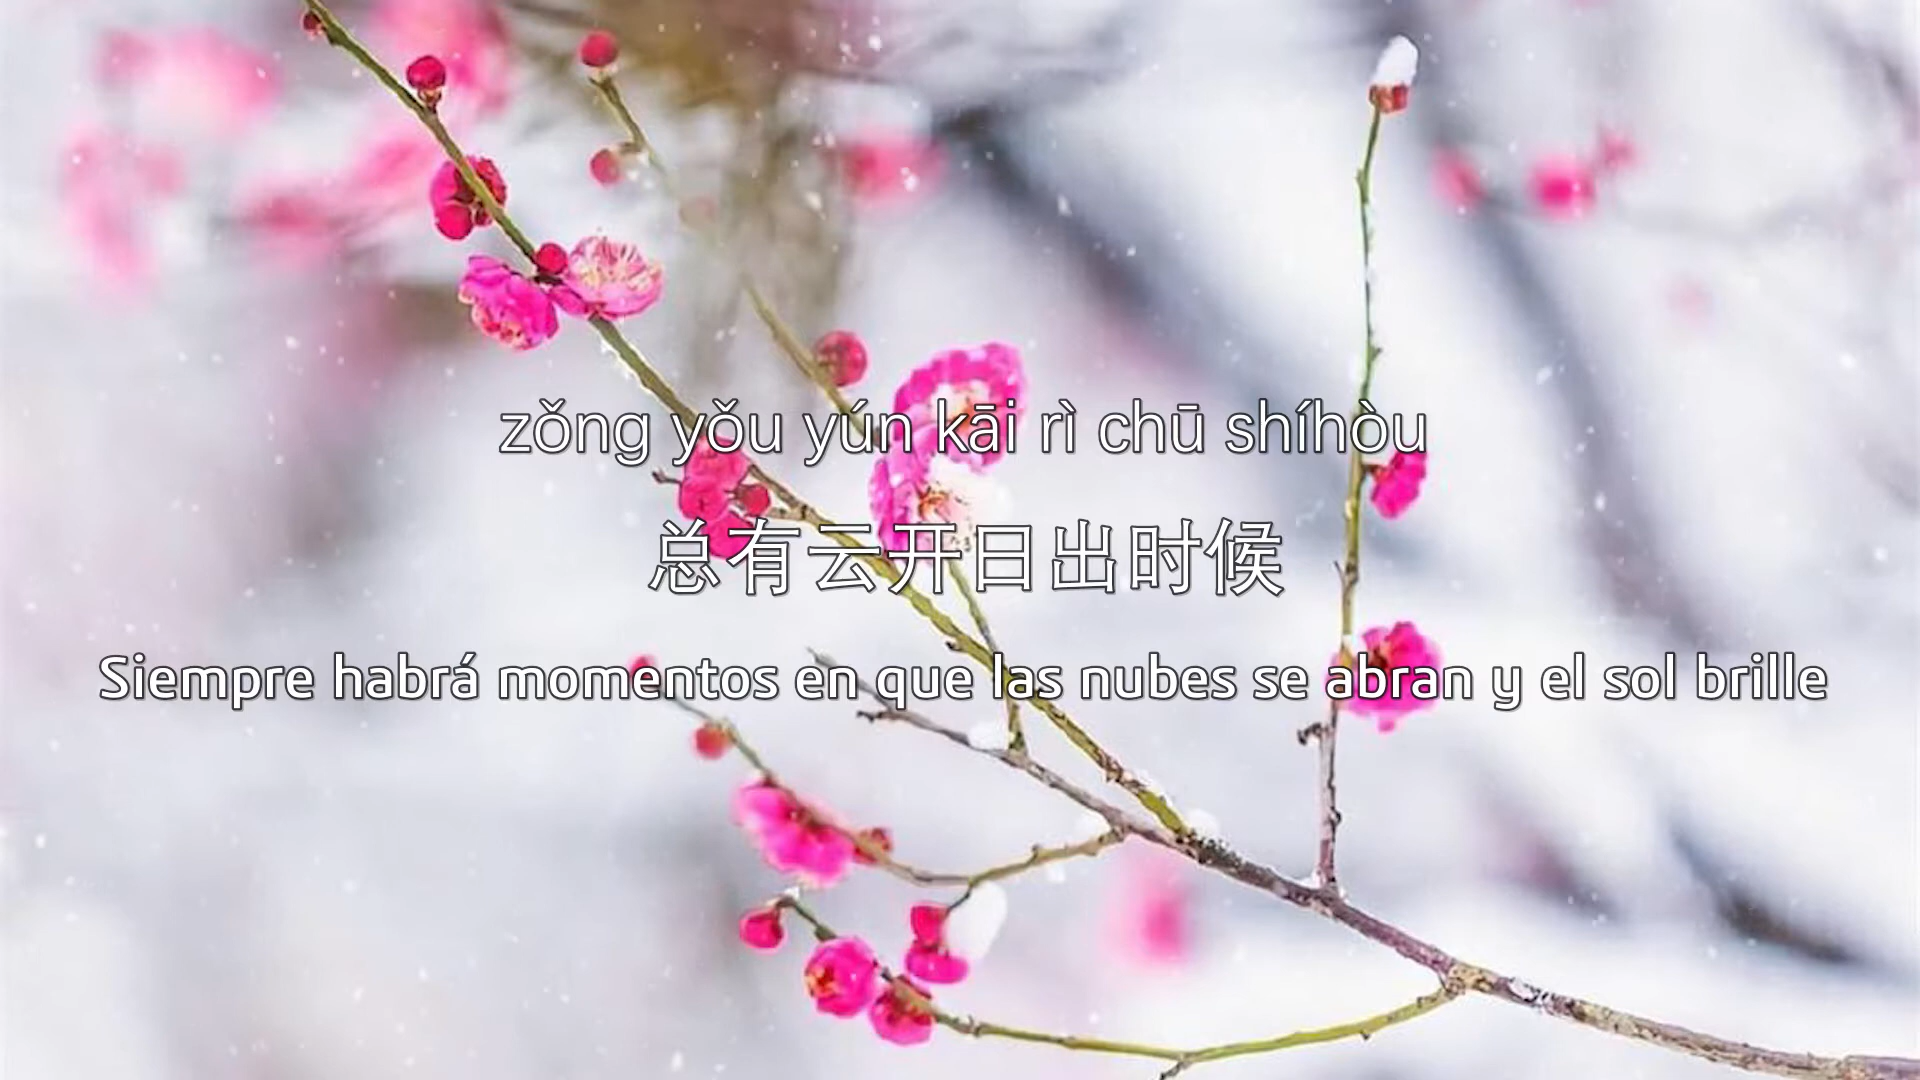 zǒng yǒu yún kāi rì chū shíhòu
总有云开日出时候
Siempre habrá momentos en que las nubes se abran y el sol brille